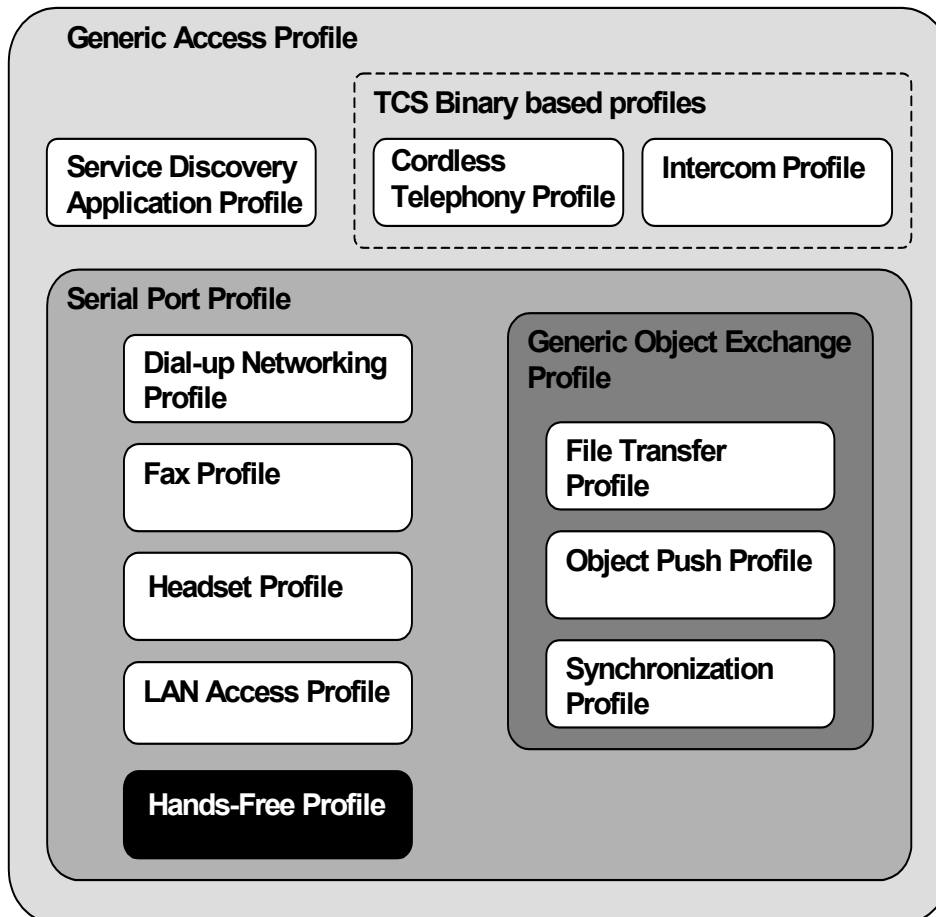 Generic Access Profile
TCS Binary based profiles
Service Discovery
Application Profile
Cordless
Telephony Profile
Intercom Profile
Serial Port Profile
Dial-up Networking
Profile
Fax Profile
Headset Profile
LAN Access Profile
Hands-Free Profile
Generic Object Exchange
Profile
File Transfer
Profile
Object Push Profile
Synchronization
Profile